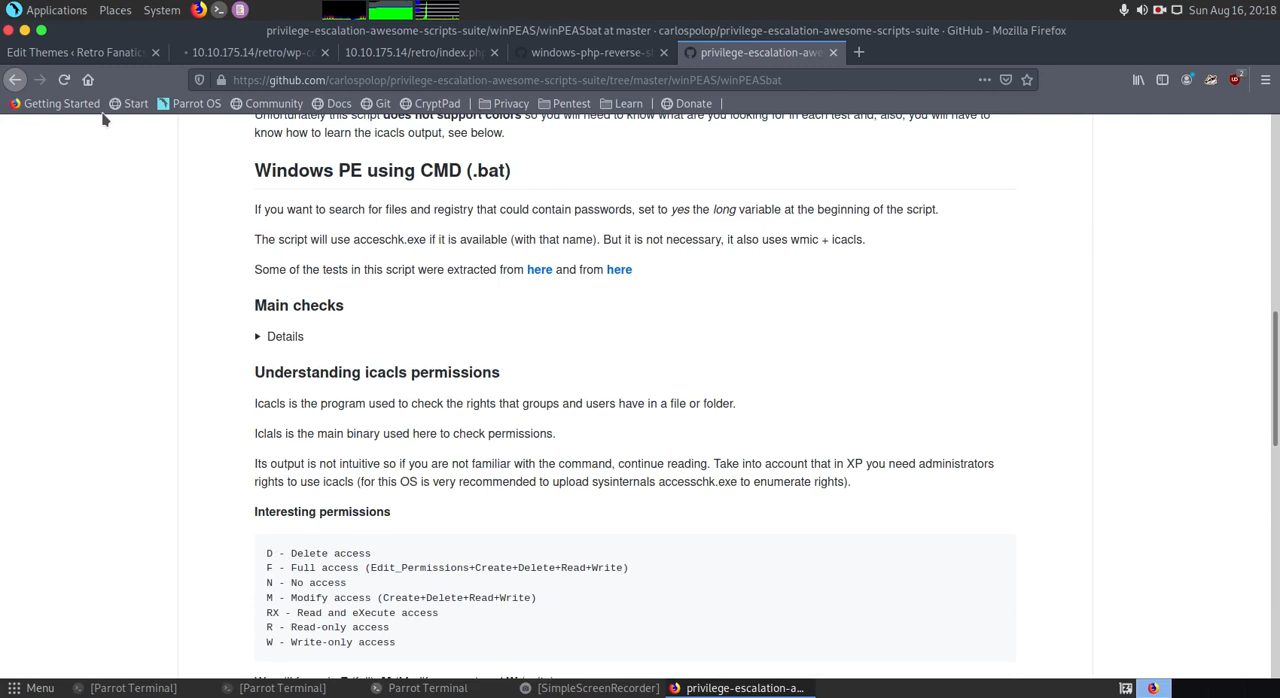 Applications Places System Sun Aug 16, 20:18
privilege-escalation-awesome-scripts-suite/winPEAS/winPEASbat at master · carlospolop/privilege-escalation-awesome-scripts-suite · GitHub - Mozilla Firefox
Edit Themes ‹ Retro Fanatics 10.10.175.14/retro/wp-co 10.10.175.14/retro/index.php windows-php-reverse-sh privilege-escalation-awe
https://github.com/carlospolop/privilege-escalation-awesome-scripts-suite/tree/master/winPEAS/winPEASbat 2
Getting Started Start Parrot OS Community Docs Git CryptPad Privacy Pentest Learn Donate
Unfortunately this script does not support colors so you will need to know what are you looking for in each test and, also, you will have to
know how to learn the icacls output, see below.
Windows PE using CMD (.bat)
If you want to search for files and registry that could contain passwords, set to yes the long variable at the beginning of the script.
The script will use acceschk.exe if it is available (with that name). But it is not necessary, it also uses wmic + icacls.
Some of the tests in this script were extracted from here and from here
Main checks
Details
Understanding icacls permissions
Icacls is the program used to check the rights that groups and users have in a file or folder.
Iclals is the main binary used here to check permissions.
Its output is not intuitive so if you are not familiar with the command, continue reading. Take into account that in XP you need administrators
rights to use icacls (for this OS is very recommended to upload sysinternals accesschk.exe to enumerate rights).
Interesting permissions
D - Delete access
F - Full access (Edit_Permissions+Create+Delete+Read+Write)
N - No access
M - Modify access (Create+Delete+Read+Write)
RX - Read and eXecute access
R - Read-only access
W - Write-only access
Menu [Parrot Terminal] [Parrot Terminal] Parrot Terminal [SimpleScreenRecorder] privilege-escalation-a...